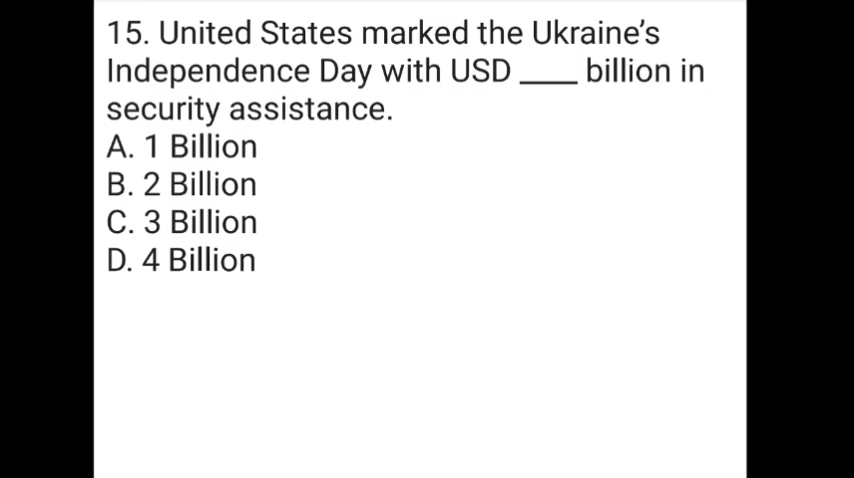 15. United States marked the Ukraine’s
Independence Day with USD ____ billion in
security assistance.
A. 1 Billion
B. 2 Billion
C. 3 Billion
D. 4 Billion